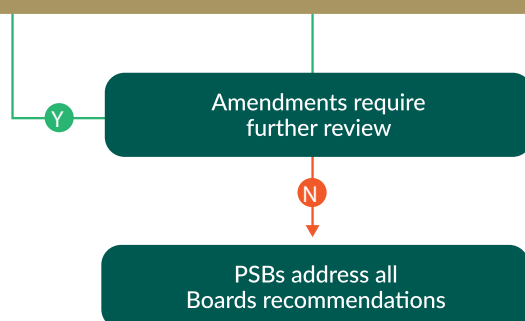 Amendments require
further review
Y
N
PSBs address all
Boards recommendations